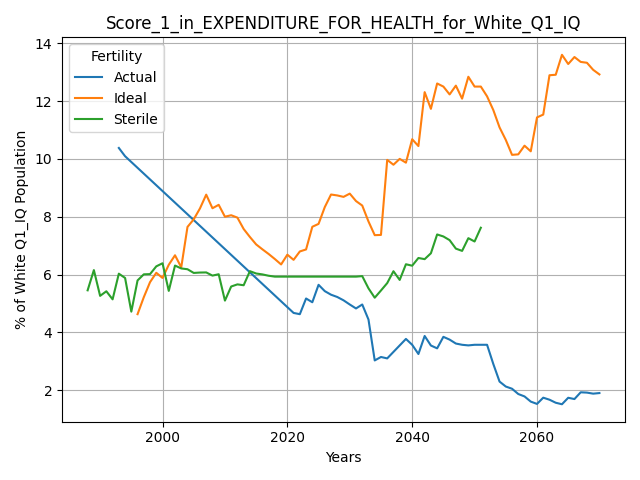 Score_1_in_EXPENDITURE_FOR_HEALTH_for_White_Q1_IQ
Fertility
Actual
Ideal
Sterile
% of White Q1_IQ Population
14
12
10
8
6
4
2
2000
2020
2040
2060
Years